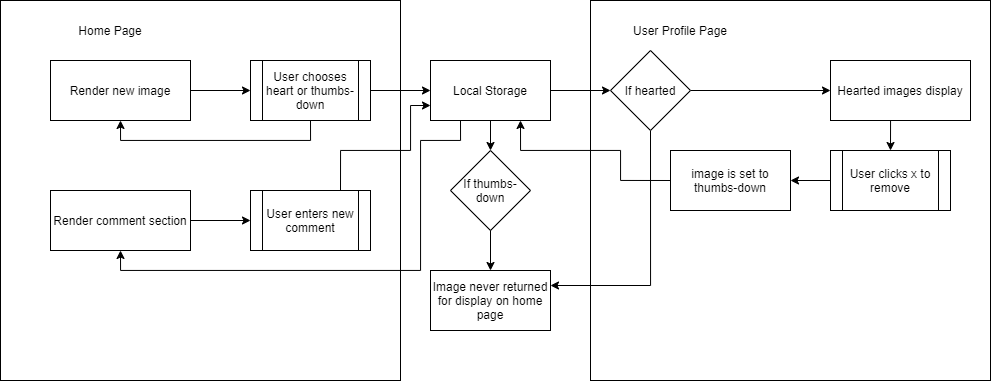 Home Page
User Profile Page
Render new image
User chooses
heart or thumbs-
down
Local Storage
If hearted
Hearted images display
If thumbs-
down
image is set to
thumbs-down
User clicks x to
remove
Render comment section
User enters new
comment
Image never returned
for display on home
page